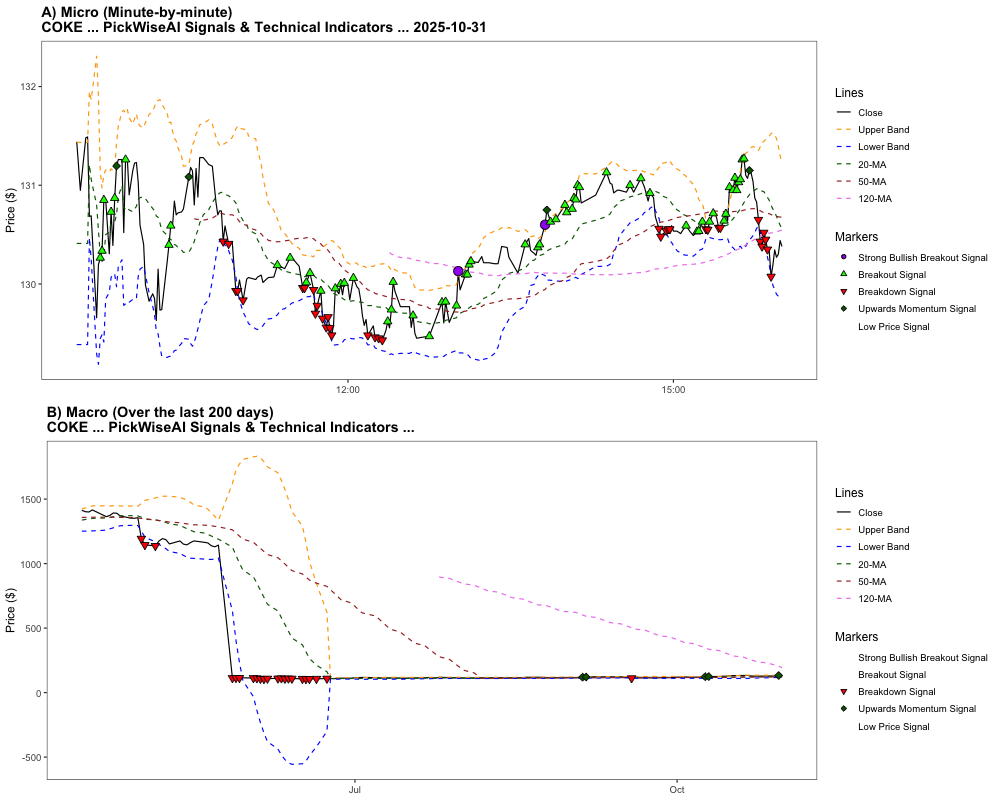 A) Micro (Minute-by-minute)
COKE ... PickWiseAI Signals & Technical Indicators ... 2025-10-31
Price ($)
132
131
130
12:00
15:00
Lines
Close
Upper Band
Lower Band
20-MA
50-MA
120-MA
Markers
Strong Bullish Breakout Signal
Breakout Signal
Breakdown Signal
Upwards Momentum Signal
Low Price Signal
B) Macro (Over the last 200 days)
COKE ... PickWiseAI Signals & Technical Indicators ...
Price ($)
1500
1000
500
0
-500
Jul
Oct
Lines
Close
Upper Band
Lower Band
20-MA
50-MA
120-MA
Markers
Strong Bullish Breakout Signal
Breakout Signal
Breakdown Signal
Upwards Momentum Signal
Low Price Signal